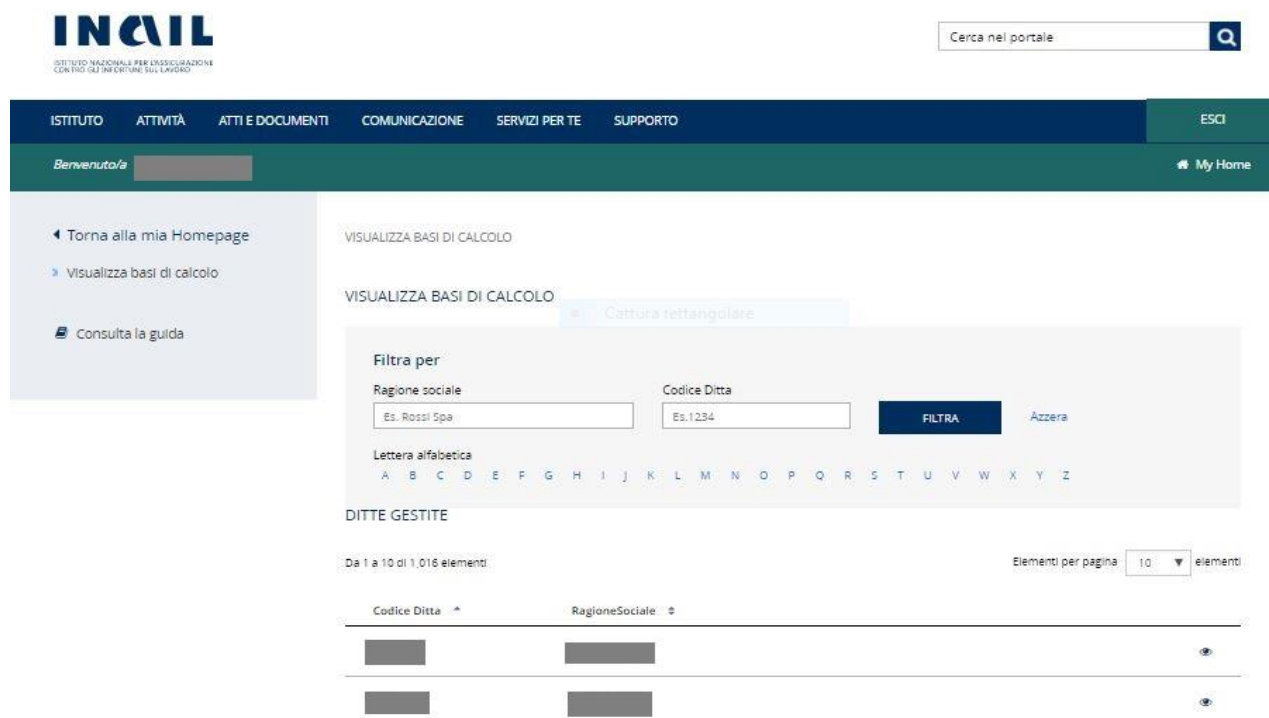 INAIL
ISTITUTO NAZIONALE PER L'ASSICURAZIONE
CONTRO GLI INFORTUNI SUL LAVORO
Cerca nel portale
ISTITUTO ATTIVITÀ ATTI E DOCUMENTI COMUNICAZIONE SERVIZI PER TE SUPPORTO ESCI
Benvenuto/a My Home
Torna alla mia Homepage
Visualizza basi di calcolo
Consulta la guida
VISUALIZZA BASI DI CALCOLO
VISUALIZZA BASI DI CALCOLO
Cattura rettangolare
Filtra per
Ragione sociale Codice Ditta
Es. Rossi Spa Es.1234 FILTRA Azzera
Lettera alfabetica
A B C D E F G H I J K L M N O P Q R S T U V W X Y Z
DITTE GESTITE
Da 1 a 10 di 1,016 elementi Elementi per pagina 10 elementi
Codice Ditta RagioneSociale